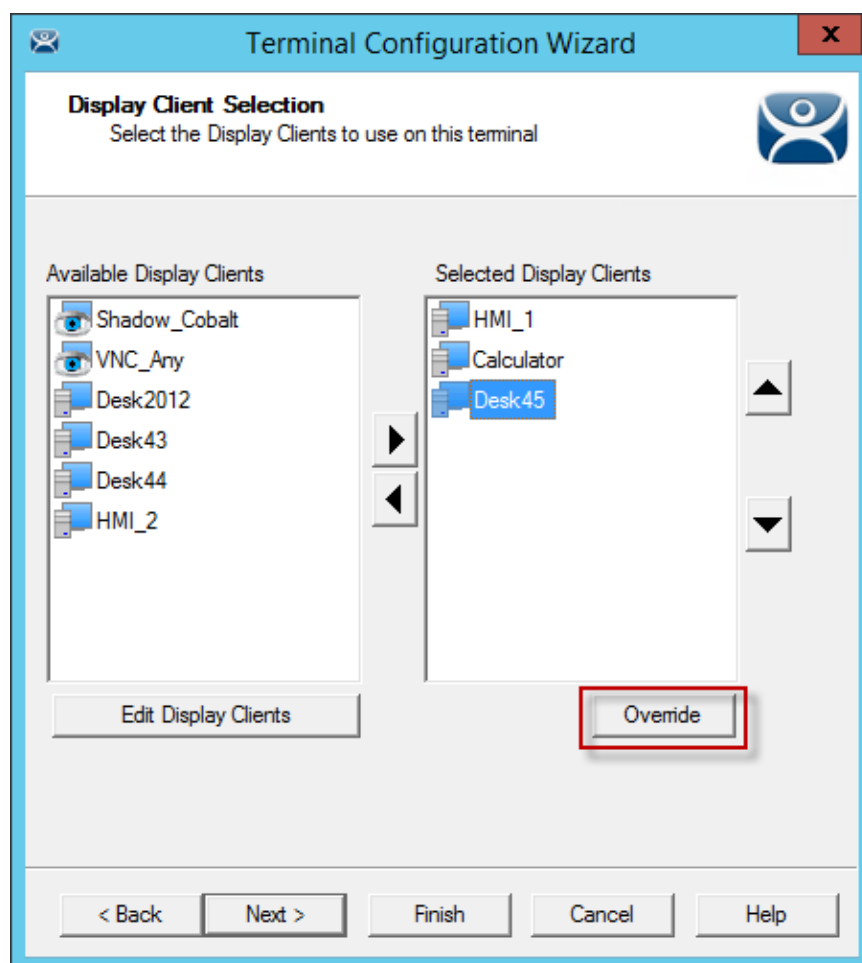 Terminal Configuration Wizard
x
Display Client Selection
Select the Display Clients to use on this terminal
Available Display Clients
Shadow_Cobalt
VNC_Any
Desk2012
Desk43
Desk44
HMI_2
Edit Display Clients
Selected Display Clients
HMI_1
Calculator
Desk45
Override
< Back
Next >
Finish
Cancel
Help